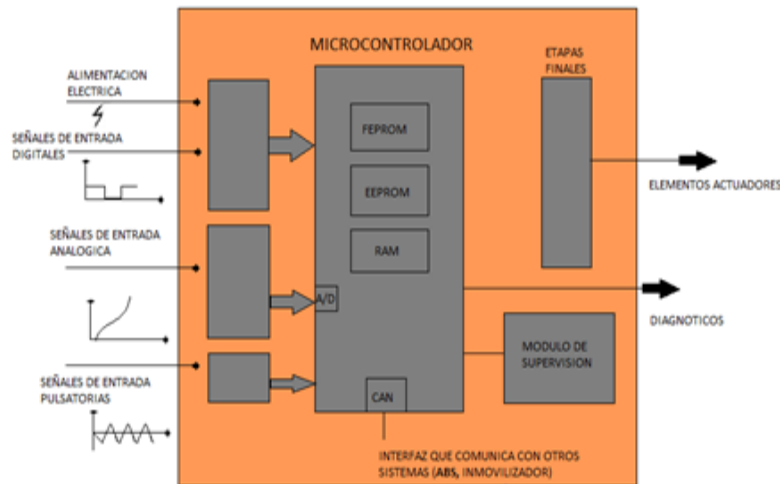 MICROCONTROLADOR
ETAPAS
FINALES
ALIMENTACION
ELECTRICA
SEÑALES DE ENTRADA
DIGITALES
FEPROM
EEPROM
RAM
ELEMENTOS ACTUADORES
SEÑALES DE ENTRADA
ANALOGICA
A/D
DIAGNOTICOS
MODULO DE
SUPERVISION
SEÑALES DE ENTRADA
PULSATORIAS
CAN
INTERFAZ QUE COMUNICA CON OTROS
SISTEMAS (ABS, INMOVILIZADOR)